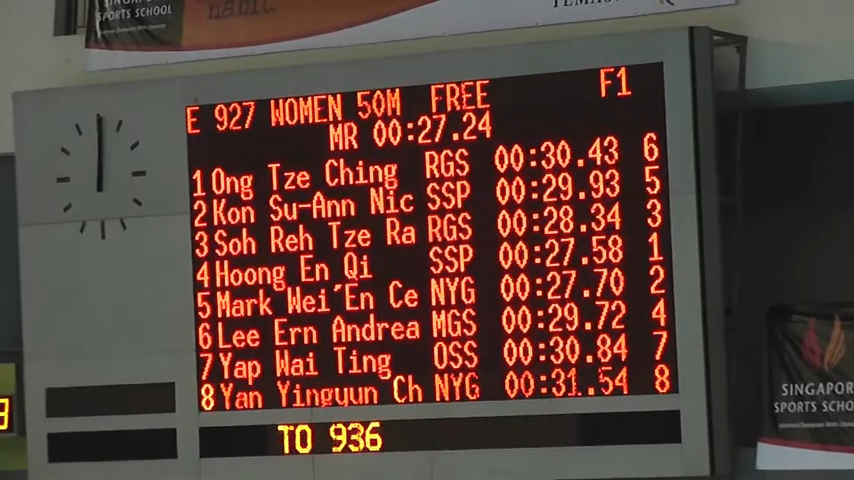 SINGAPORE
SPORTS SCHOOL
habit.
E 927 WOMEN 50M FREE F1
MR 00:27.24
1 Ong Tze Ching RGS 00:30.43 6
2 Kon Su-Ann Nic SSP 00:29.93 5
3 Soh Reh Tze Ra RGS 00:28.34 3
4 Hoong En Qi SSP 00:27.58 1
5 Mark Wei'En Ce NYG 00:27.70 2
6 Lee Ern Andrea MGS 00:29.72 4
7 Yap Wai Ting OSS 00:30.84 7
8 Yan Yingyun Ch NYG 00:31.54 8
TO 936
3
SINGAPOR
SPORTS SCHOO